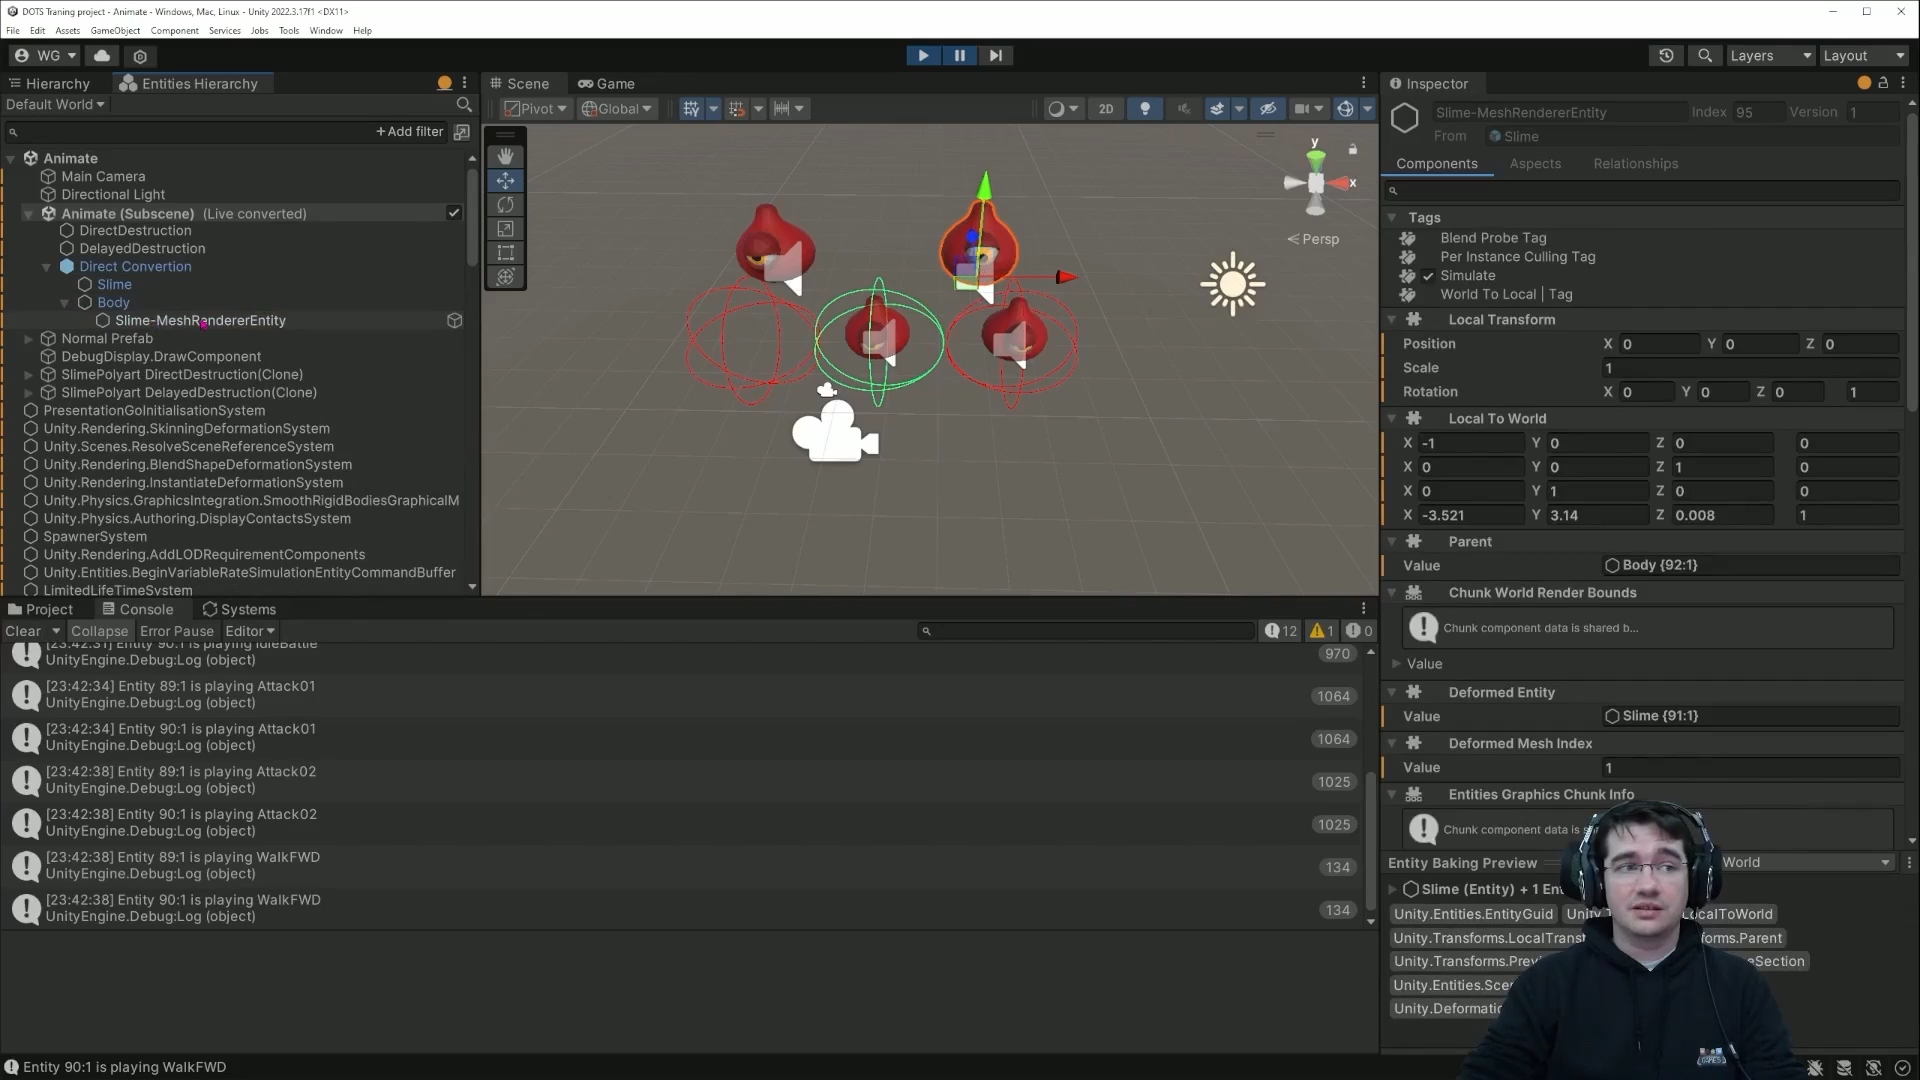 DOTS Traning project - Animate - Windows, Mac, Linux - Unity 2022.3.17f1 <DX11>
File Edit Assets GameObject Component Services Jobs Tools Window Help
WG
Layers
Layout
Hierarchy
Entities Hierarchy
Default World
+ Add filter
Animate
Main Camera
Directional Light
Animate (Subscene) (Live converted)
DirectDestruction
DelayedDestruction
Direct Convertion
Slime
Body
Slime-MeshRendererEntity
Normal Prefab
DebugDisplay.DrawComponent
SlimePolyart DirectDestruction(Clone)
SlimePolyart DelayedDestruction(Clone)
PresentationGoInitialisationSystem
Unity.Rendering.SkinningDeformationSystem
Unity.Scenes.ResolveSceneReferenceSystem
Unity.Rendering.BlendShapeDeformationSystem
Unity.Rendering.InstantiateDeformationSystem
Unity.Physics.GraphicsIntegration.SmoothRigidBodiesGraphicalM
Unity.Physics.Authoring.DisplayContactsSystem
SpawnerSystem
Unity.Rendering.AddLODRequirementComponents
Unity.Entities.BeginVariableRateSimulationEntityCommandBuffer
LimitedLifeTimeSystem
Scene
Game
Pivot
Global
2D
y
x
Persp
Project
Console
Systems
Clear
Collapse
Error Pause
Editor
12
1
0
[23:42:31] Entity 90:1 is playing IdleBattle
UnityEngine.Debug:Log (object)
970
[23:42:34] Entity 89:1 is playing Attack01
UnityEngine.Debug:Log (object)
1064
[23:42:34] Entity 90:1 is playing Attack01
UnityEngine.Debug:Log (object)
1064
[23:42:38] Entity 89:1 is playing Attack02
UnityEngine.Debug:Log (object)
1025
[23:42:38] Entity 90:1 is playing Attack02
UnityEngine.Debug:Log (object)
1025
[23:42:38] Entity 89:1 is playing WalkFWD
UnityEngine.Debug:Log (object)
134
[23:42:38] Entity 90:1 is playing WalkFWD
UnityEngine.Debug:Log (object)
134
Entity 90:1 is playing WalkFWD
Inspector
Slime-MeshRendererEntity Index 95 Version 1
From Slime
Components Aspects Relationships
Tags
Blend Probe Tag
Per Instance Culling Tag
Simulate
World To Local | Tag
Local Transform
Position X 0 Y 0 Z 0
Scale 1
Rotation X 0 Y 0 Z 0 1
Local To World
X -1 Y 0 Z 0 0
X 0 Y 0 Z 1 0
X 0 Y 1 Z 0 0
X -3.521 Y 3.14 Z 0.008 1
Parent
Value Body {92:1}
Chunk World Render Bounds
Chunk component data is shared b...
Value
Deformed Entity
Value Slime {91:1}
Deformed Mesh Index
Value 1
Entities Graphics Chunk Info
Chunk component data is
Entity Baking Preview World
Slime (Entity) + 1
Unity.Entities.EntityGuid LocalToWorld
Unity.Transforms.LocalTrans
Unity.Transforms.Prev
Unity.Entities.Sce
Unity.Deformatic
GAMES